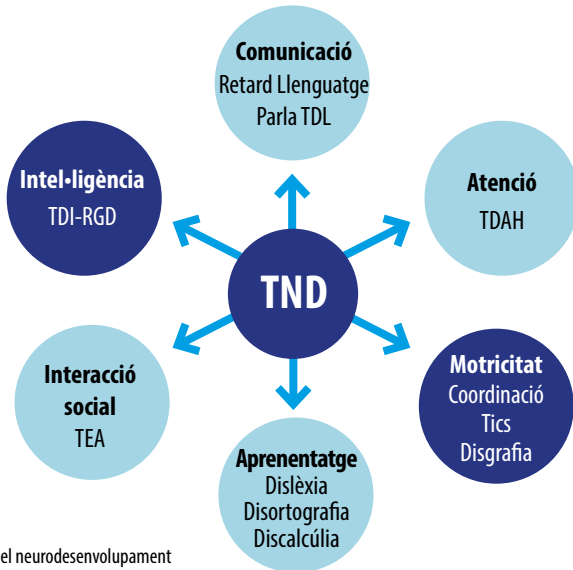 Comunicació
Retard Llenguatge
Parla TDL
Intel•ligència
TDI-RGD
Atenció
TDAH
TND
Interacció
social
TEA
Motricitat
Coordinació
Tics
Disgrafia
Aprenentatge
Dislèxia
Disortografia
Discalcúlia
el neurodesenvolupament